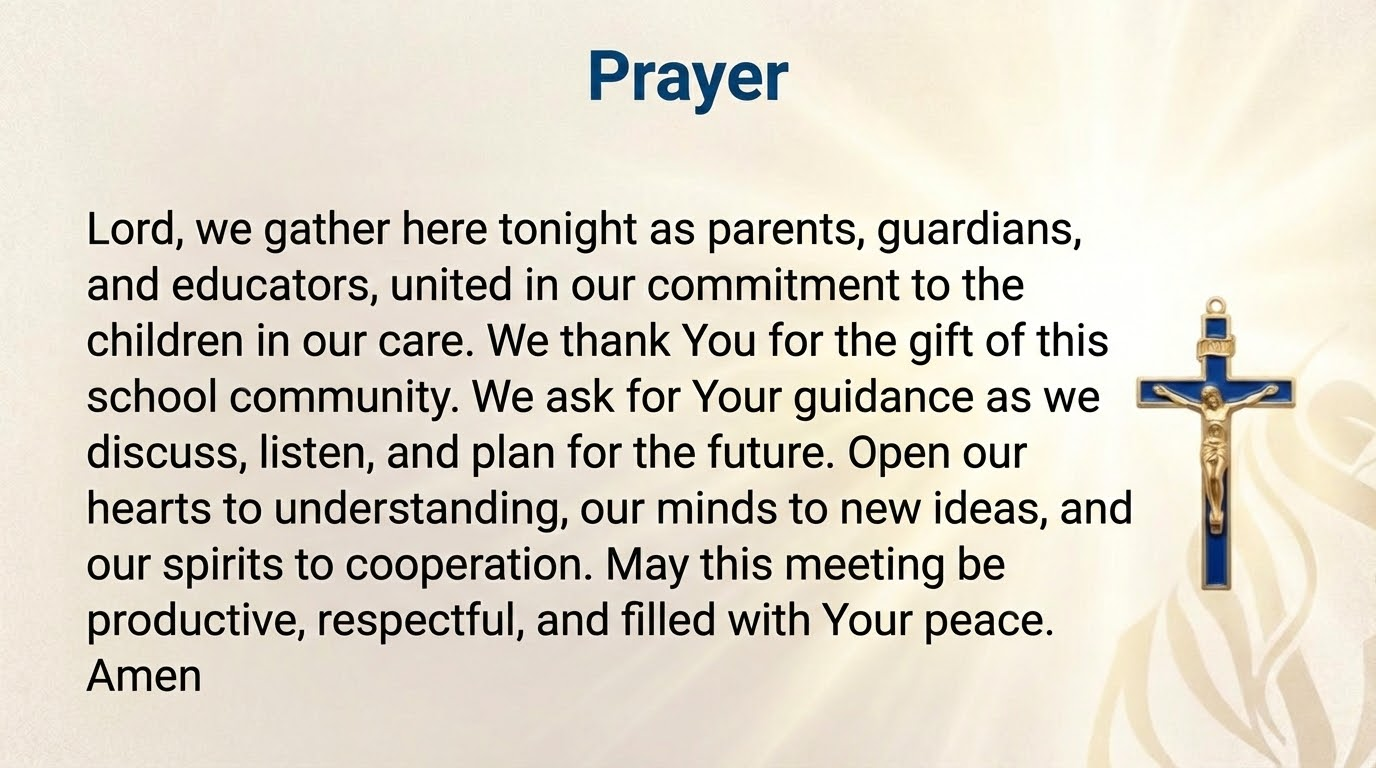 Prayer
Lord, we gather here tonight as parents, guardians,
and educators, united in our commitment to the
children in our care. We thank You for the gift of this
school community. We ask for Your guidance as we
discuss, listen, and plan for the future. Open our
hearts to understanding, our minds to new ideas, and
our spirits to cooperation. May this meeting be
productive, respectful, and filled with Your peace.
Amen